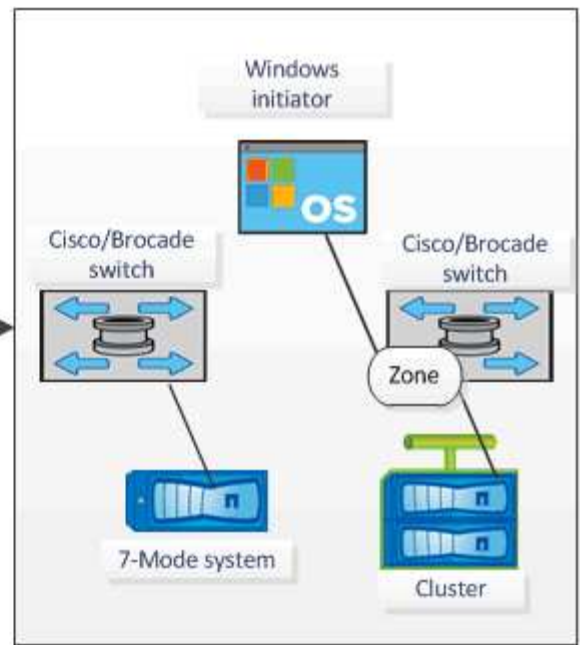 Windows
initiator
OS
Cisco/Brocade
switch
Cisco/Brocade
switch
Zone
7-Mode system
Cluster